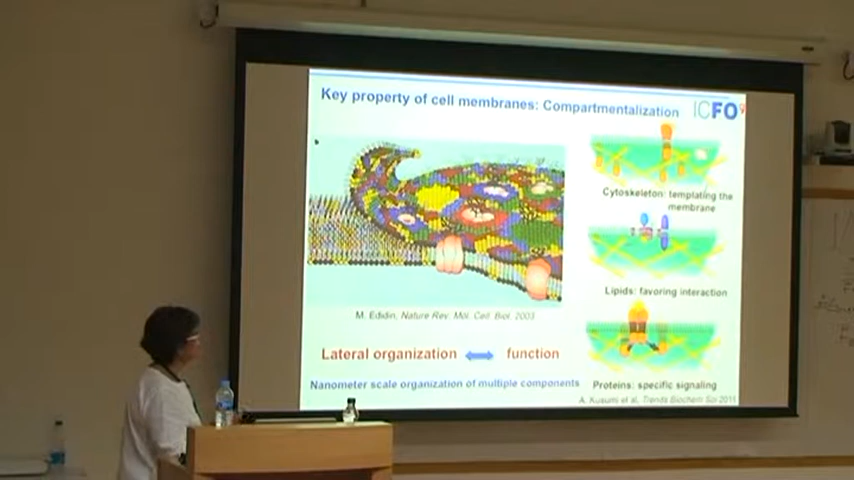 Key property of cell membranes: Compartmentalization
ICFO
Cytoskeleton: templating the
membrane
Lipids: favoring interaction
M. Edidin, Nature Rev. Mol. Cell. Biol. 2003
Lateral organization function
Nanometer scale organization of multiple components
Proteins: specific signaling
A. Kusumi et al, Trends Biochem Sci 2011